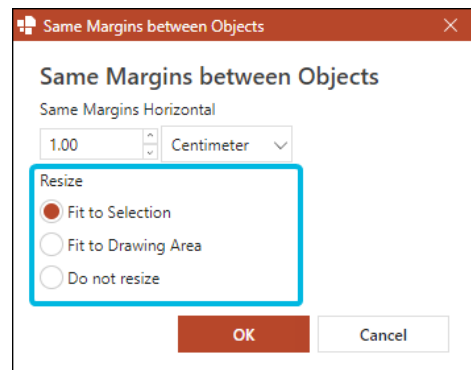 Same Margins between Objects
Same Margins between Objects
Same Margins Horizontal
1.00 Centimeter
Resize
Fit to Selection
Fit to Drawing Area
Do not resize
OK Cancel